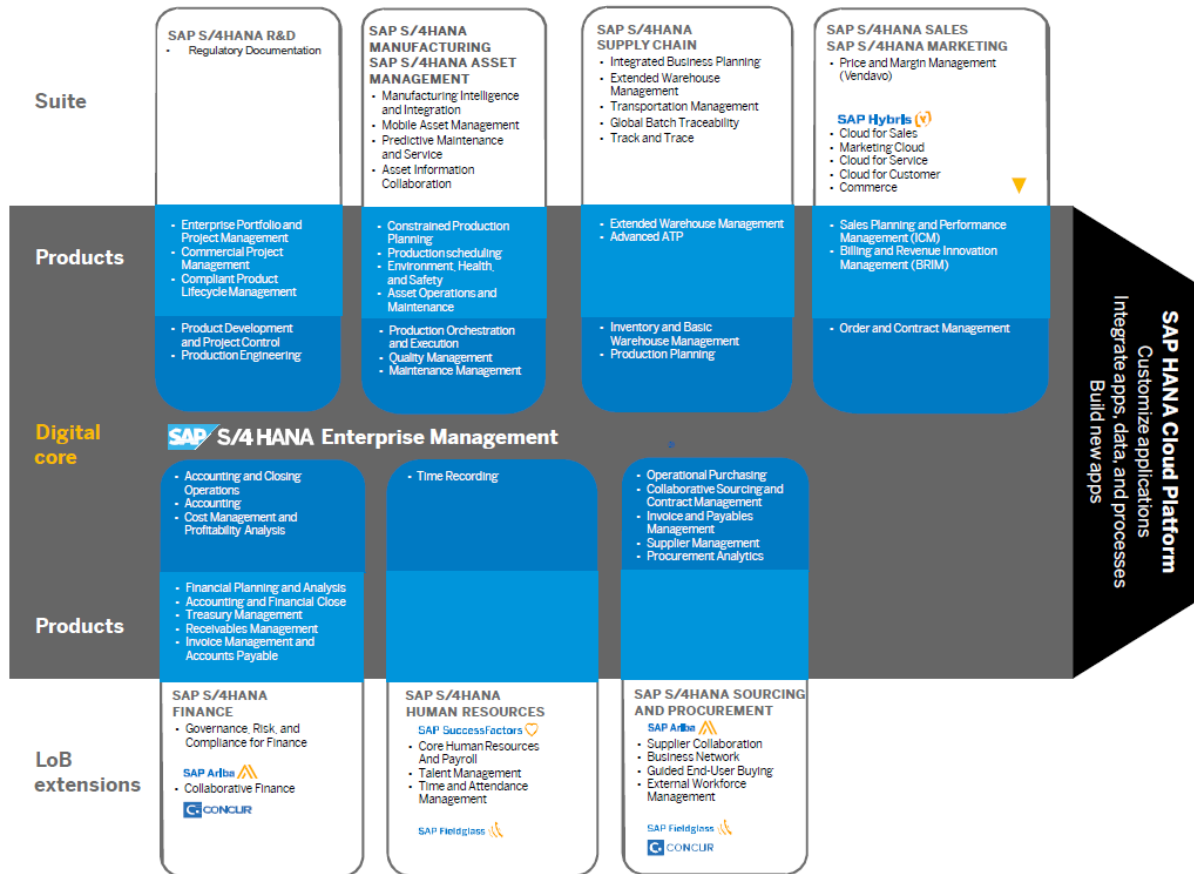 Suite
SAP S/4HANA R&D
• Regulatory Documentation
SAP S/4HANA
MANUFACTURING
SAP S/4HANA ASSET
MANAGEMENT
• Manufacturing Intelligence
and Integration
• Mobile Asset Management
• Predictive Maintenance
and Service
• Asset Information
Collaboration
SAP S/4HANA
SUPPLY CHAIN
• Integrated Business Planning
• Extended Warehouse
Management
• Transportation Management
• Global Batch Traceability
• Track and Trace
SAP S/4HANA SALES
SAP S/4HANA MARKETING
• Price and Margin Management
(Vendavo)
SAP Hybris (Y)
• Cloud for Sales
• Marketing Cloud
• Cloud for Service
• Cloud for Customer
• Commerce
Products
• Enterprise Portfolio and
Project Management
• Commercial Project
Management
• Compliant Product
Lifecycle Management
• Constrained Production
Planning
• Production scheduling
• Environment, Health,
and Safety
• Asset Operations and
Maintenance
• Extended Warehouse Management
• Advanced ATP
• Sales Planning and Performance
Management (ICM)
• Billing and Revenue Innovation
Management (BRIM)
• Product Development
and Project Control
• Production Engineering
• Production Orchestration
and Execution
• Quality Management
• Maintenance Management
• Inventory and Basic
Warehouse Management
• Production Planning
• Order and Contract Management
Digital
core
SAP S/4HANA Enterprise Management
• Accounting and Closing
Operations
• Accounting
• Cost Management and
Profitability Analysis
• Time Recording
• Operational Purchasing
• Collaborative Sourcing and
Contract Management
• Invoice and Payables
Management
• Supplier Management
• Procurement Analytics
Products
• Financial Planning and Analysis
• Accounting and Financial Close
• Treasury Management
• Receivables Management
• Invoice Management and
Accounts Payable
LoB
extensions
SAP S/4HANA
FINANCE
• Governance, Risk, and
Compliance for Finance
SAP Ariba
• Collaborative Finance
C. CONCUR
SAP S/4HANA
HUMAN RESOURCES
SAP SuccessFactors
• Core Human Resources
And Payroll
• Talent Management
• Time and Attendance
Management
SAP Fieldglass
SAP S/4HANA SOURCING
AND PROCUREMENT
SAP Ariba
• Supplier Collaboration
• Business Network
• Guided End-User Buying
• External Workforce
Management
SAP Fieldglass
C. CONCUR
SAP HANA Cloud Platform
Customize applications
Integrate apps, data, and processes
Build new apps